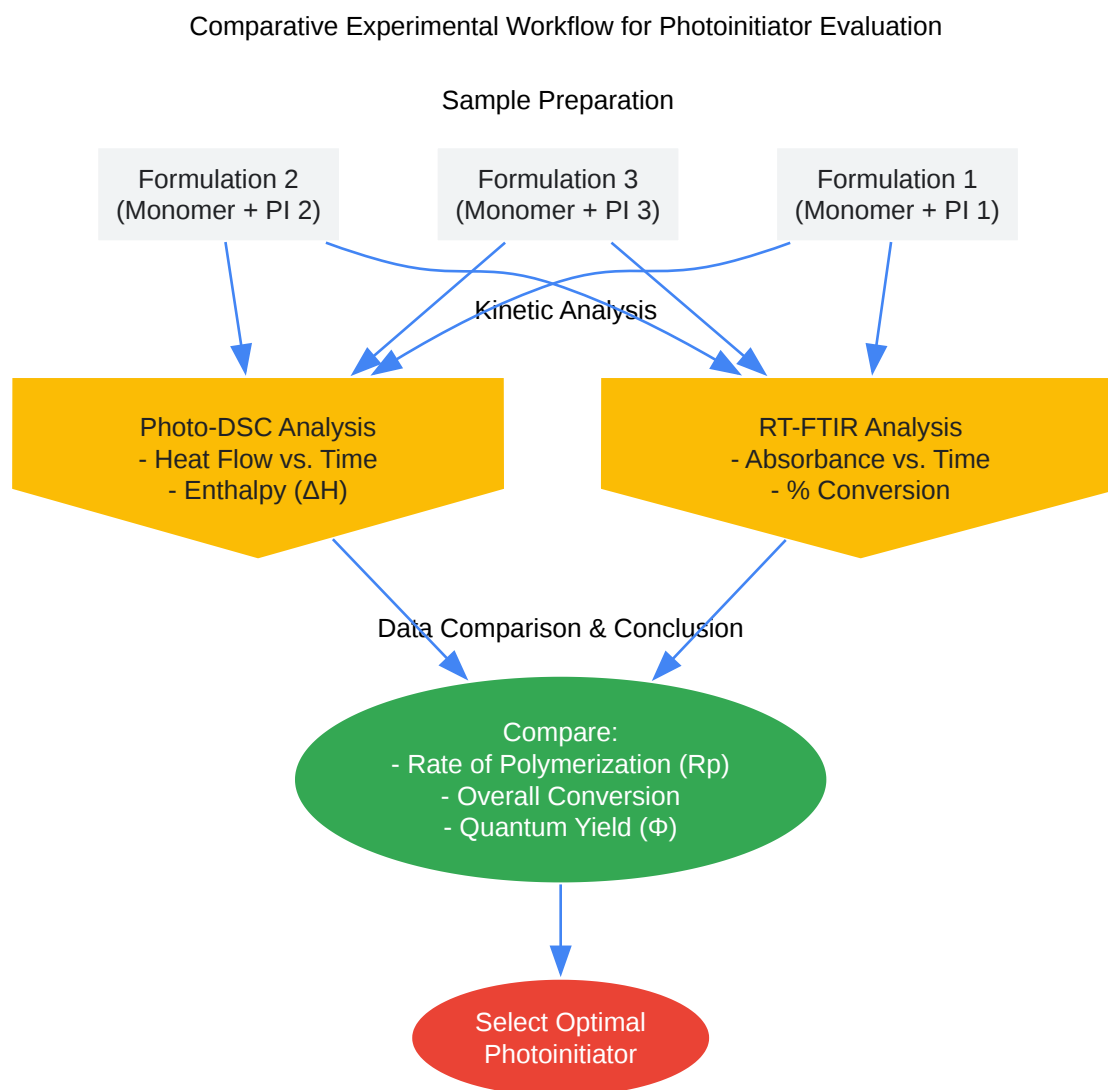 Comparative Experimental Workflow for Photoinitiator Evaluation
Sample Preparation
Formulation 2
(Monomer + PI 2)
Formulation 3
(Monomer + PI 3)
Formulation 1
(Monomer + PI 1)
Kinetic Analysis
Photo-DSC Analysis
- Heat Flow vs. Time
- Enthalpy (ΔH)
RT-FTIR Analysis
- Absorbance vs. Time
- % Conversion
Data Comparison & Conclusion
Compare:
- Rate of Polymerization (Rp)
- Overall Conversion
- Quantum Yield (Φ)
Select Optimal
Photoinitiator